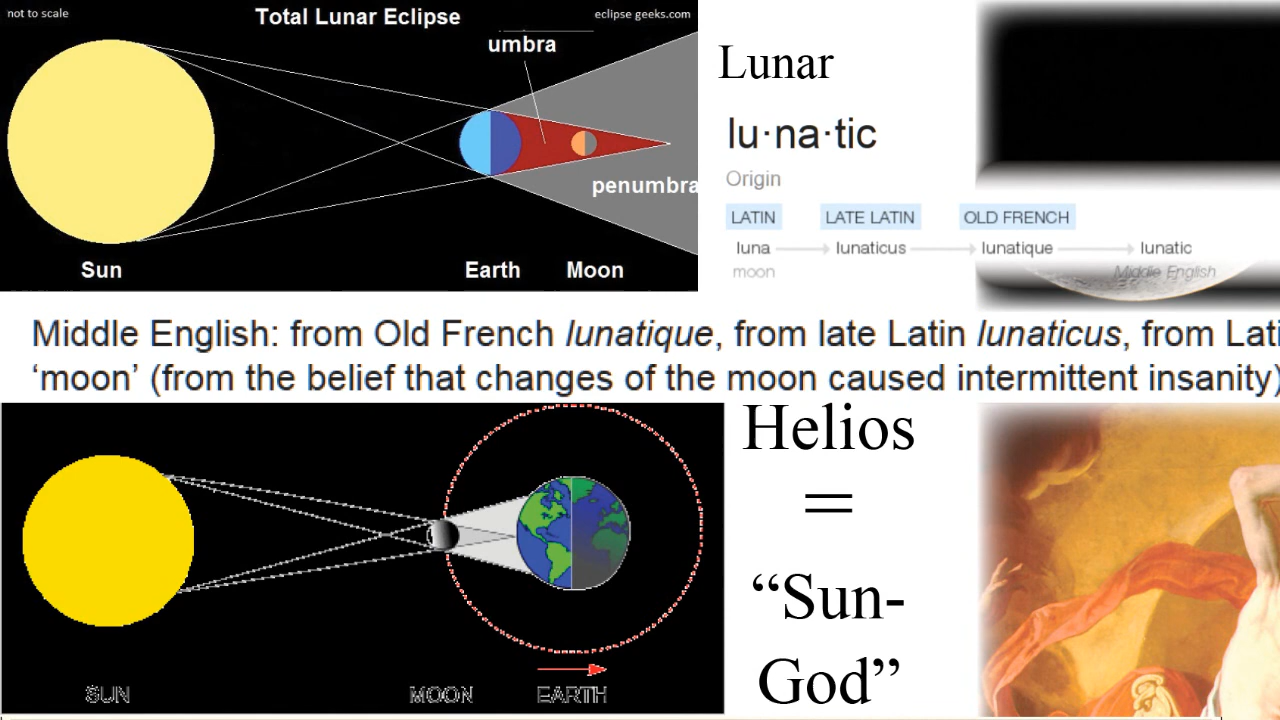 not to scale
Total Lunar Eclipse
eclipse geeks.com
umbra
penumbra
Sun
Earth
Moon
Lunar
lu·na·tic
Origin
LATIN
LATE LATIN
OLD FRENCH
luna
lunaticus
lunatique
lunatic
moon
Middle English
Middle English: from Old French lunatique, from late Latin lunaticus, from Lati
‘moon’ (from the belief that changes of the moon caused intermittent insanity)
SUN
MOON
EARTH
Helios
=
“Sun-
God”